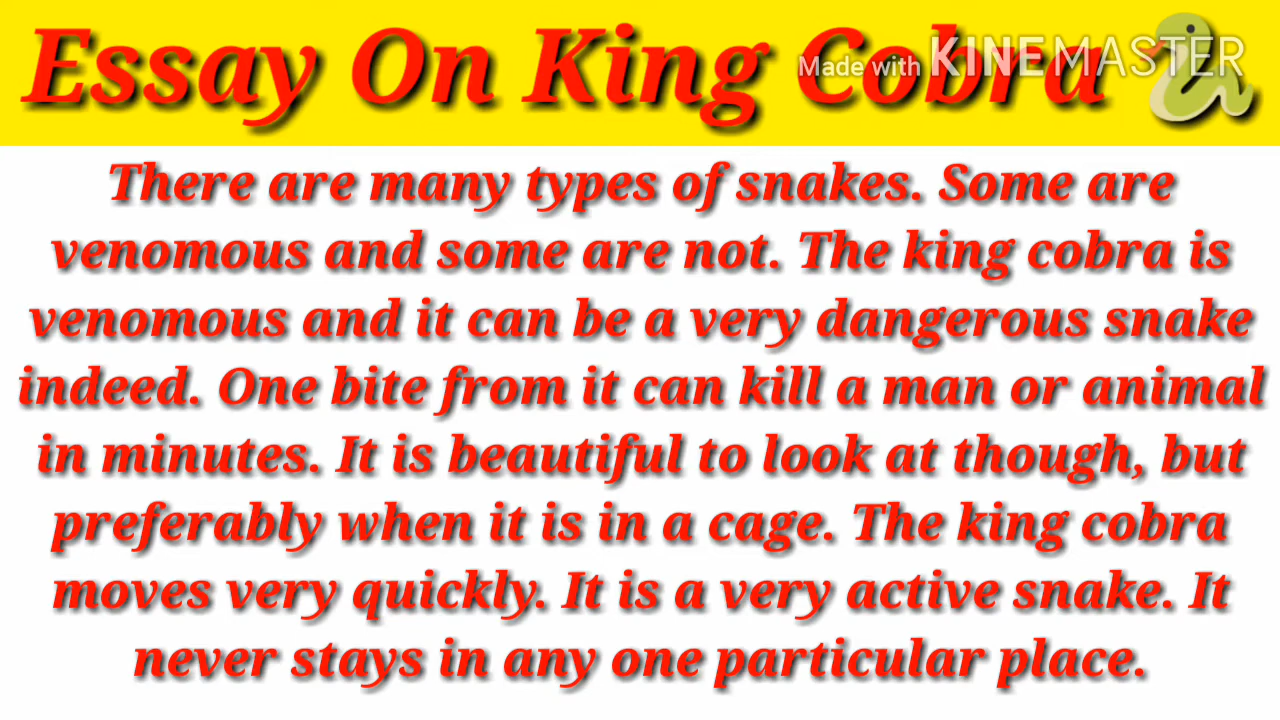 Essay On King Cobra
Made with KINEMASTER
There are many types of snakes. Some are
venomous and some are not. The king cobra is
venomous and it can be a very dangerous snake
indeed. One bite from it can kill a man or animal
in minutes. It is beautiful to look at though, but
preferably when it is in a cage. The king cobra
moves very quickly. It is a very active snake. It
never stays in any one particular place.